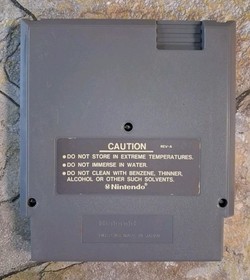 CAUTION REV-A
• DO NOT STORE IN EXTREME TEMPERATURES.
• DO NOT IMMERSE IN WATER.
• DO NOT CLEAN WITH BENZENE, THINNER,
ALCOHOL OR OTHER SUCH SOLVENTS.
Nintendo®